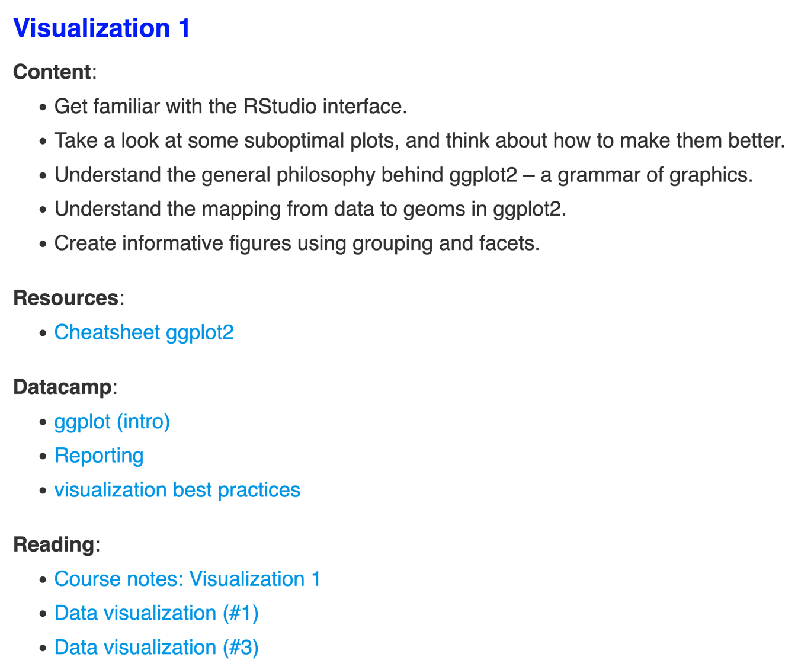 Visualization 1
Content:
• Get familiar with the RStudio interface.
• Take a look at some suboptimal plots, and think about how to make them better.
• Understand the general philosophy behind ggplot2 – a grammar of graphics.
• Understand the mapping from data to geoms in ggplot2.
• Create informative figures using grouping and facets.
Resources:
• Cheatsheet ggplot2
Datacamp:
• ggplot (intro)
• Reporting
• visualization best practices
Reading:
• Course notes: Visualization 1
• Data visualization (#1)
• Data visualization (#3)